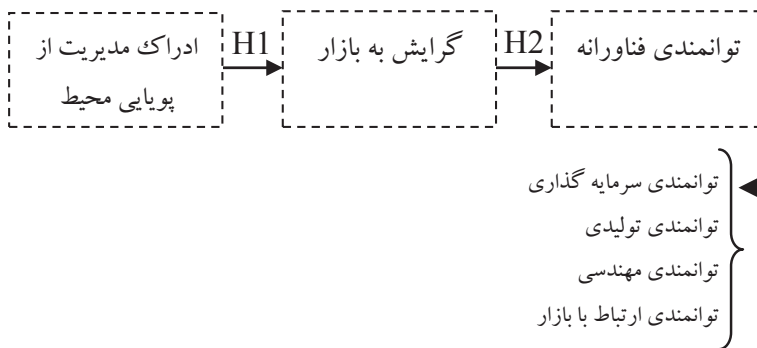 ادراک مدیریت از
پویایی محیط
H1
گرایش به بازار
H2
توانمندی فناورانه
توانمندی سرمایه گذاری
توانمندی تولیدی
توانمندی مهندسی
توانمندی ارتباط با بازار